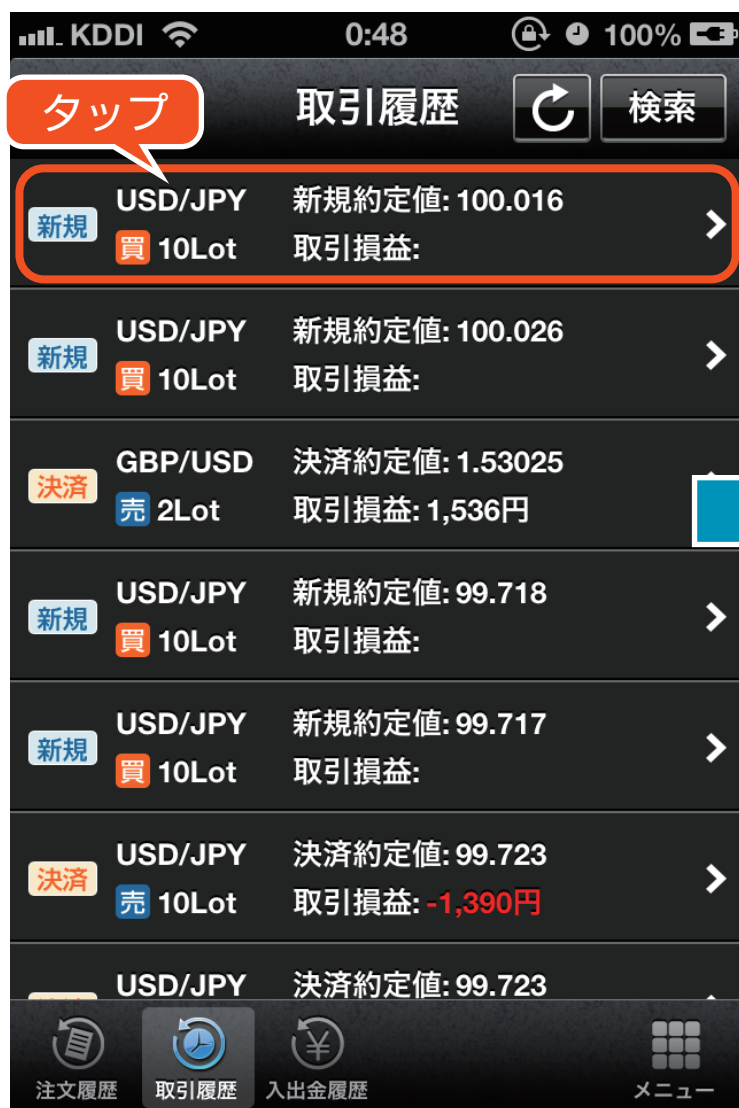 KDDI 0:48 100%
タップ
取引履歴 検索
新規 USD/JPY 新規約定値: 100.016
買 10Lot 取引損益:
新規 USD/JPY 新規約定値: 100.026
買 10Lot 取引損益:
決済 GBP/USD 決済約定値: 1.53025
売 2Lot 取引損益: 1,536円
新規 USD/JPY 新規約定値: 99.718
買 10Lot 取引損益:
新規 USD/JPY 新規約定値: 99.717
買 10Lot 取引損益:
決済 USD/JPY 決済約定値: 99.723
売 10Lot 取引損益: -1,390円
USD/JPY 決済約定値: 99.723
注文履歴 取引履歴 入出金履歴 メニュー